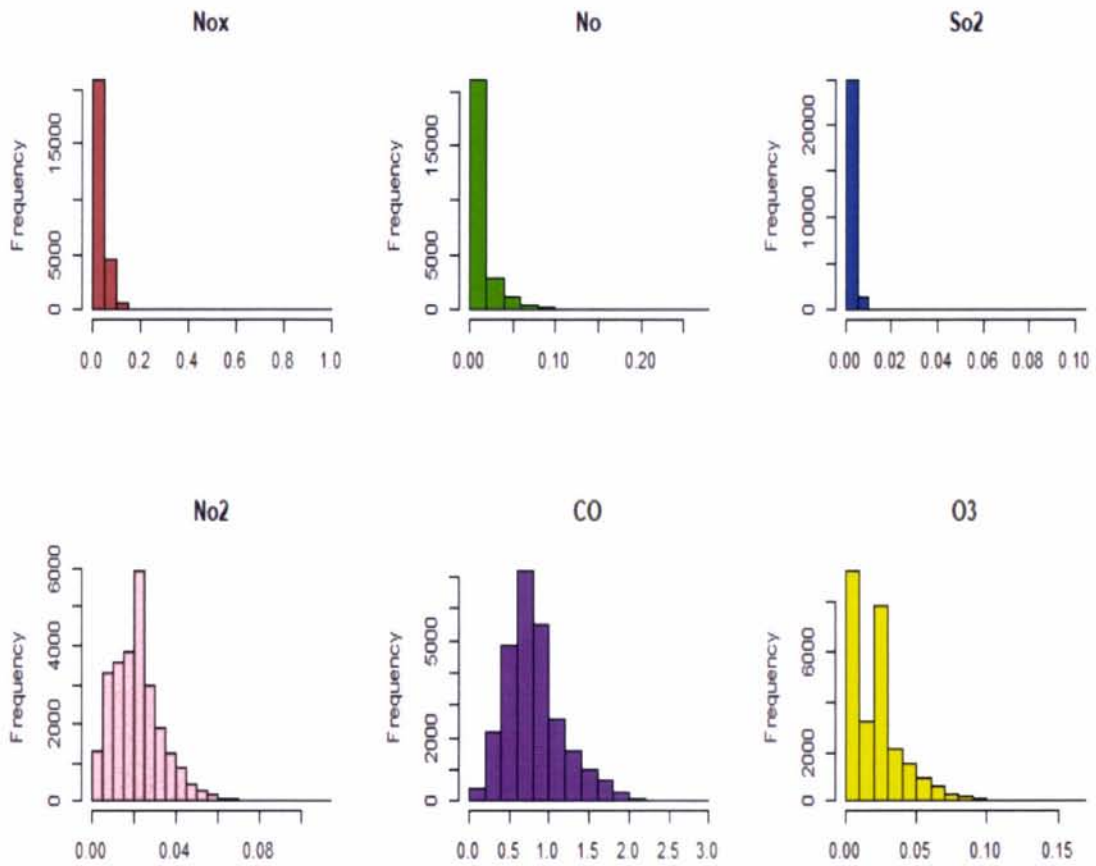 Nox
No
So2
Frequency
0 5000 15000
0.0 0.2 0.4 0.6 0.8 1.0
Frequency
0 5000 15000
0.00 0.10 0.20
Frequency
0 10000 20000
0.00 0.02 0.04 0.06 0.08 0.10
No2
CO
O3
Frequency
0 2000 4000 6000
0.00 0.04 0.08
Frequency
0 2000 5000
0.0 0.5 1.0 1.5 2.0 2.5 3.0
Frequency
0 2000 6000
0.00 0.05 0.10 0.15